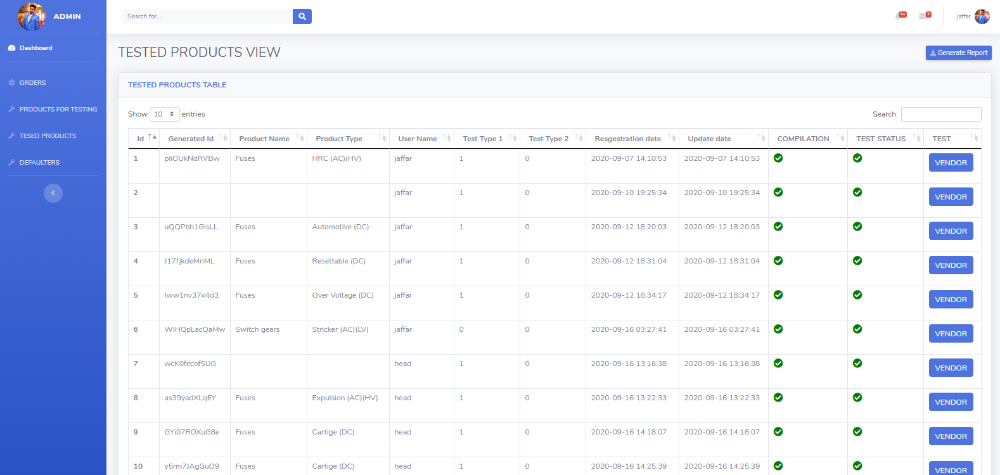 ADMIN
Search for...
3+
7
jaffar
Dashboard
TESTED PRODUCTS VIEW
Generate Report
ORDERS
PRODUCTS FOR TESTING
TESED PRODUCTS
DEFAULTERS
TESTED PRODUCTS TABLE
Show 10 entries
Search:
Id Generated Id Product Name Product Type User Name Test Type 1 Test Type 2 Resgestration date Update date COMPILATION TEST STATUS TEST
1 pIiOUkNdRVBw Fuses HRC (AC)(HV) jaffar 1 0 2020-09-07 14:10:53 2020-09-07 14:10:53 VENDOR
2 jaffar 1 0 2020-09-10 19:25:34 2020-09-10 19:25:34 VENDOR
3 uQQPbh1GisLL Fuses Automotive (DC) jaffar 1 0 2020-09-12 18:20:03 2020-09-12 18:20:03 VENDOR
4 J17fjkdeMnML Fuses Resettable (DC) jaffar 1 0 2020-09-12 18:31:04 2020-09-12 18:31:04 VENDOR
5 lww1nv37x4d3 Fuses Over Voltage (DC) jaffar 1 0 2020-09-12 18:34:17 2020-09-12 18:34:17 VENDOR
6 WIHQpLacQaMw Switch gears Stricker (AC)(LV) jaffar 0 0 2020-09-16 03:27:41 2020-09-16 03:27:41 VENDOR
7 wcK0fecof5UG head 1 0 2020-09-16 13:16:38 2020-09-16 13:16:38 VENDOR
8 as39yadXLqEY Fuses Expulsion (AC)(HV) head 1 0 2020-09-16 13:22:33 2020-09-16 13:22:33 VENDOR
9 GYi07ROXuG8e Fuses Cartige (DC) head 1 0 2020-09-16 14:18:07 2020-09-16 14:18:07 VENDOR
10 y5rm7JAgGuO9 Fuses Cartige (DC) head 1 0 2020-09-16 14:25:39 2020-09-16 14:25:39 VENDOR